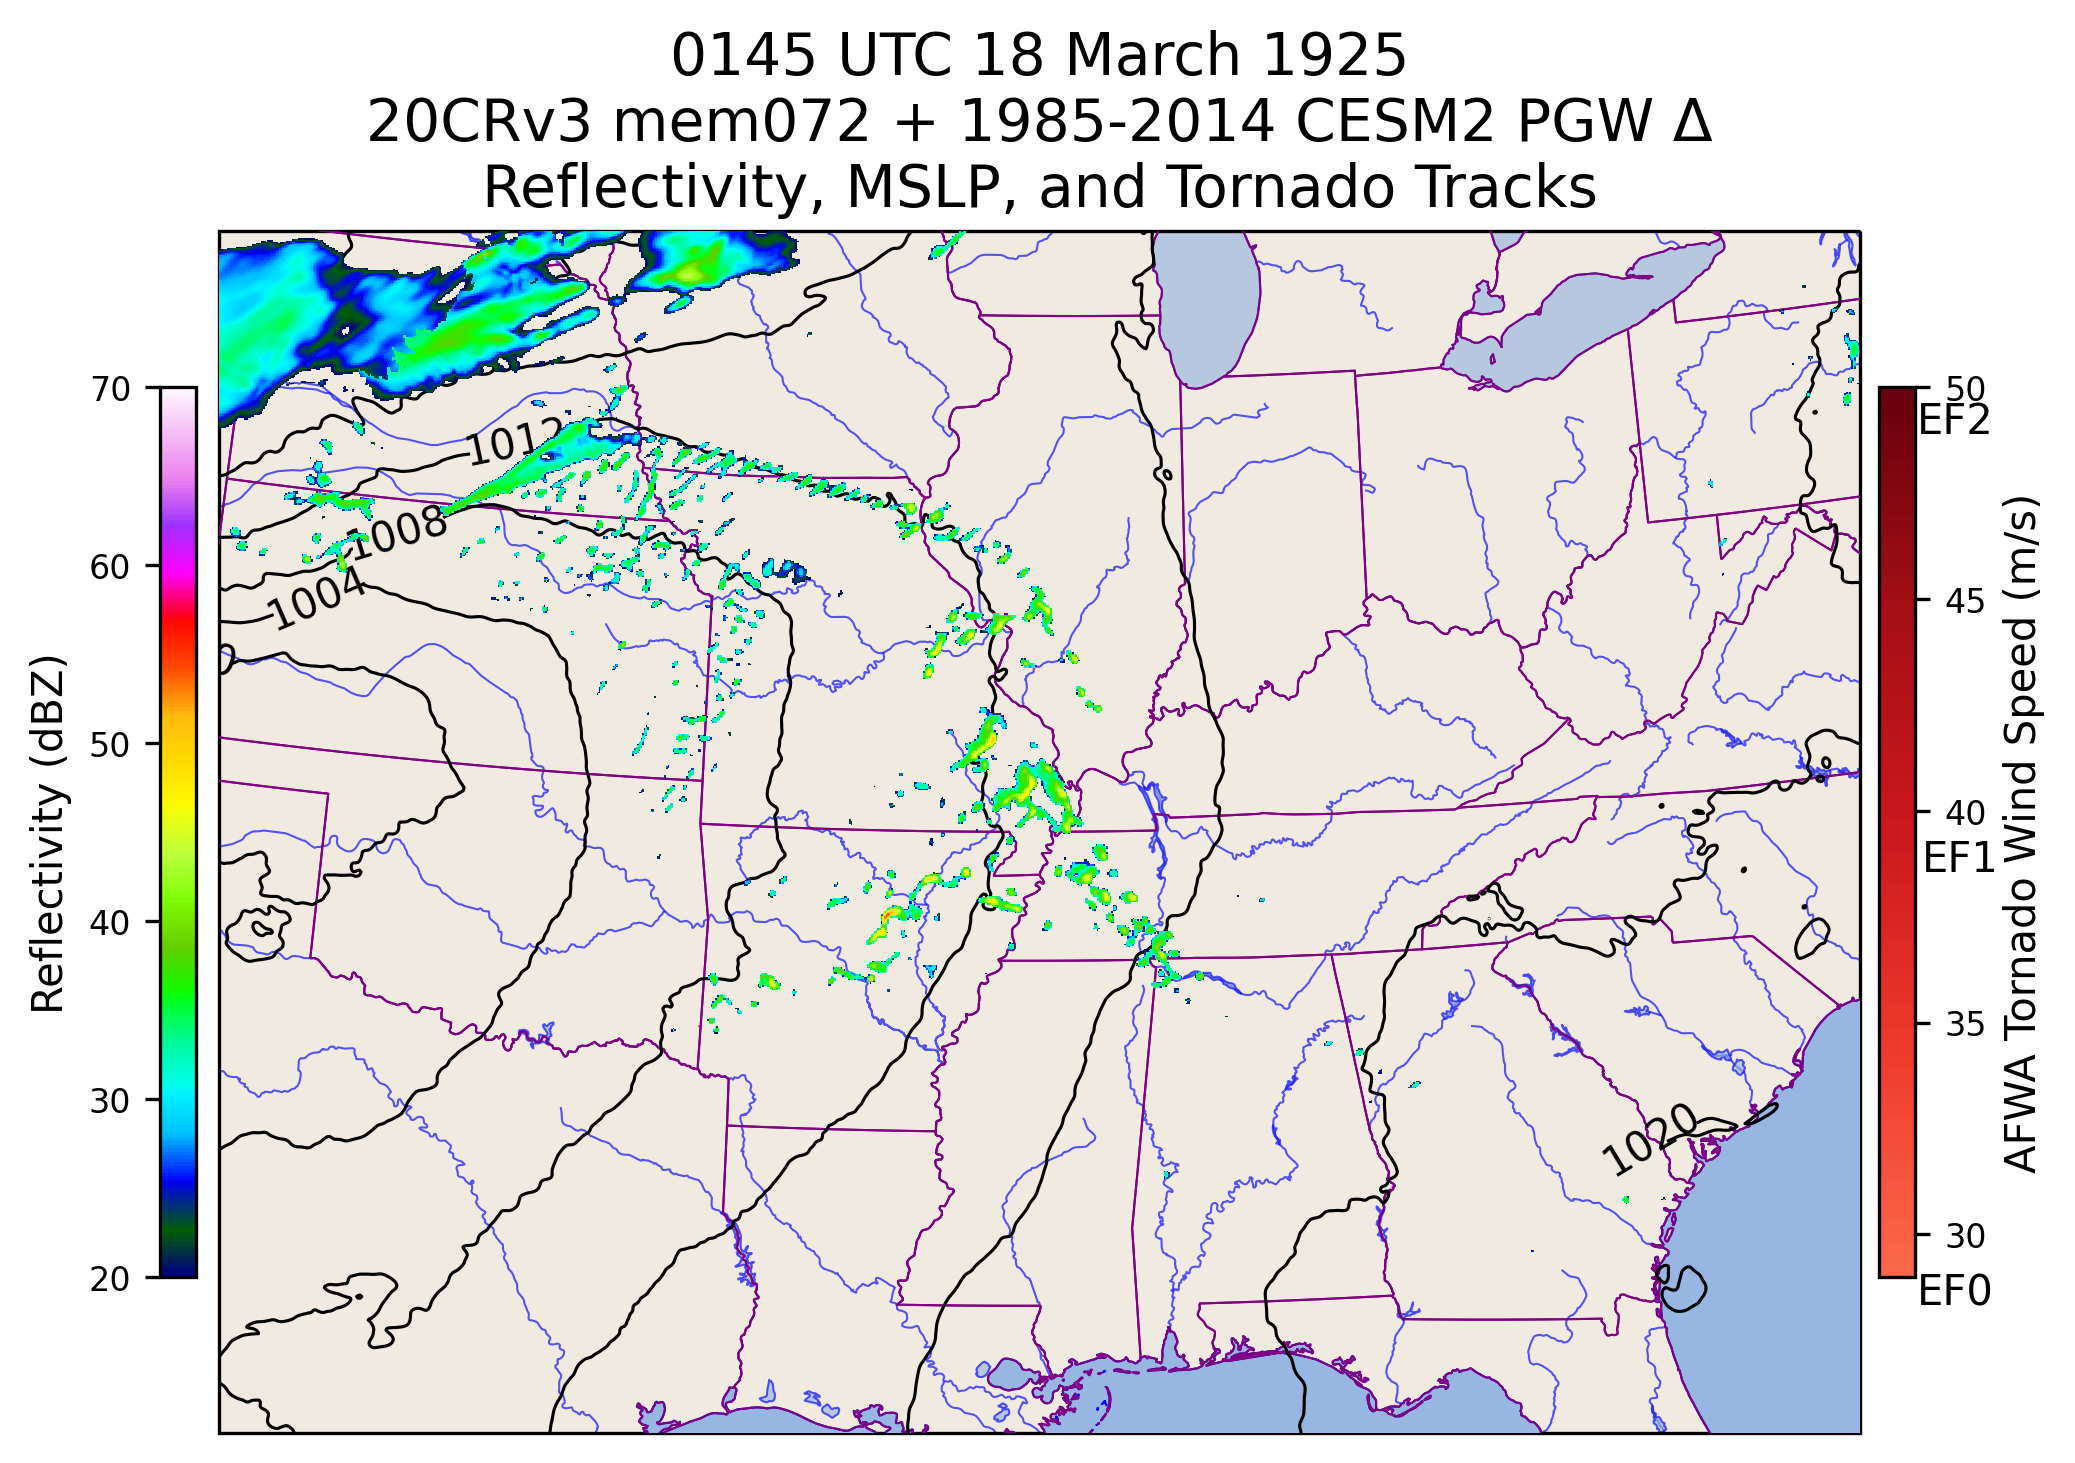 0145 UTC 18 March 1925
20CRv3 mem072 + 1985-2014 CESM2 PGW Δ
Reflectivity, MSLP, and Tornado Tracks
70
60
50
40
30
20
Reflectivity (dBZ)
1012
1008
1004
1020
50
EF2
45
40
EF1
35
30
EF0
AFWA Tornado Wind Speed (m/s)